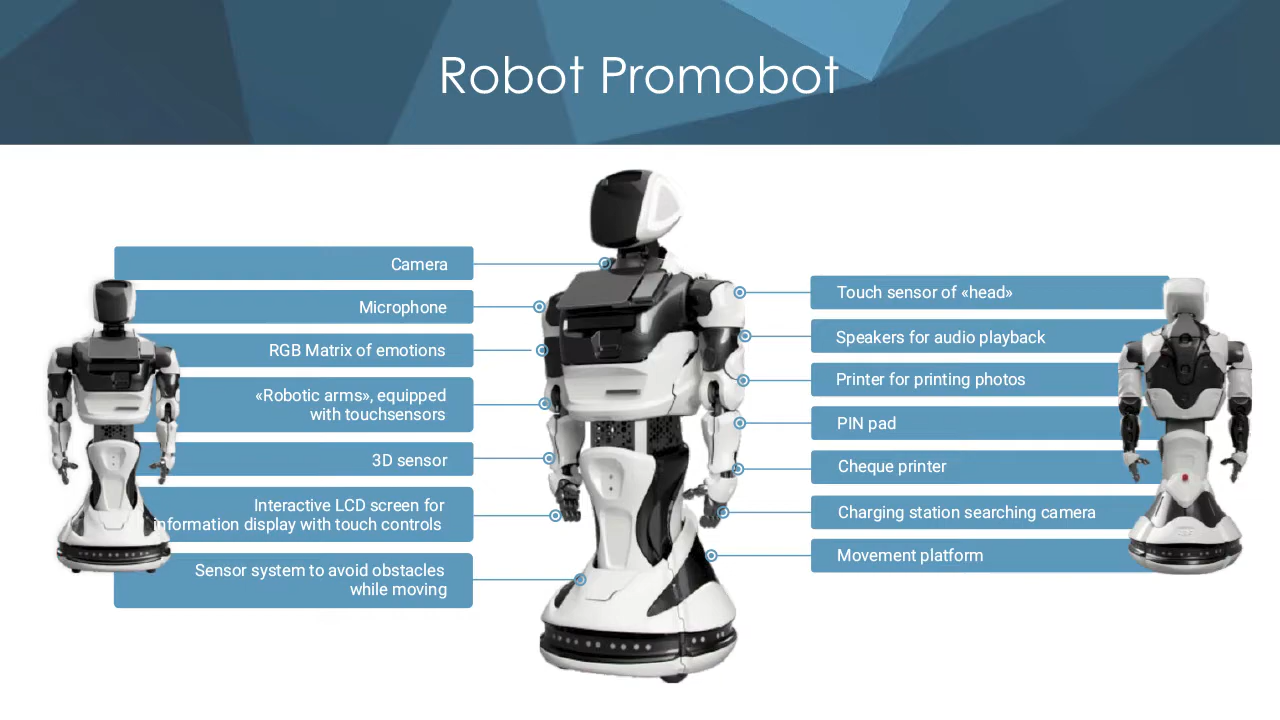 Robot Promobot
Camera
Microphone
RGB Matrix of emotions
«Robotic arms», equipped
with touchsensors
3D sensor
Interactive LCD screen for
information display with touch controls
Sensor system to avoid obstacles
while moving
Touch sensor of «head»
Speakers for audio playback
Printer for printing photos
PIN pad
Cheque printer
Charging station searching camera
Movement platform